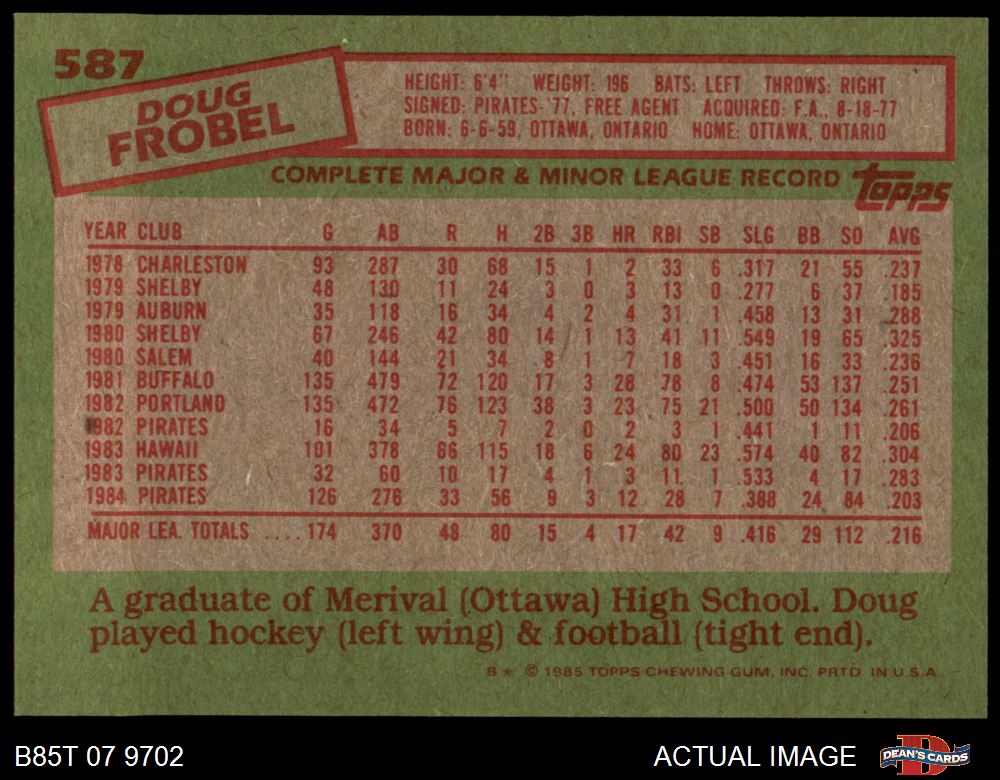 587
DOUG
FROBEL
HEIGHT: 6'4" WEIGHT: 196 BATS: LEFT THROWS: RIGHT
SIGNED: PIRATES-'77, FREE AGENT ACQUIRED: F.A., 8-18-77
BORN: 6-6-59, OTTAWA, ONTARIO HOME: OTTAWA, ONTARIO
COMPLETE MAJOR & MINOR LEAGUE RECORD topps
YEAR CLUB G AB R H 2B 3B HR RBI SB SLG BB SO AVG
1978 CHARLESTON 93 287 30 68 15 1 2 33 6 .317 21 55 .237
1979 SHELBY 48 130 11 24 3 0 3 13 0 .277 6 37 .185
1979 AUBURN 35 118 16 34 4 2 4 31 1 .458 13 31 .288
1980 SHELBY 67 246 42 80 14 1 13 41 11 .549 19 65 .325
1980 SALEM 40 144 21 34 8 1 7 18 3 .451 16 33 .236
1981 BUFFALO 135 479 72 120 17 3 28 78 8 .474 53 137 .251
1982 PORTLAND 135 472 76 123 38 3 23 75 21 .500 50 134 .261
1982 PIRATES 16 34 5 7 2 0 2 3 1 .441 1 11 .206
1983 HAWAII 101 378 66 115 18 6 24 80 23 .574 40 82 .304
1983 PIRATES 32 60 10 17 4 1 3 11 1 .533 4 17 .283
1984 PIRATES 126 276 33 56 9 3 12 28 7 .388 24 84 .203
MAJOR LEA. TOTALS ....174 370 48 80 15 4 17 42 9 .416 29 112 .216
A graduate of Merival (Ottawa) High School. Doug
played hockey (left wing) & football (tight end).
B * © 1985 TOPPS CHEWING GUM, INC. PRTD. IN U.S.A.
B85T 07 9702 ACTUAL IMAGE DEAN'S CARDS